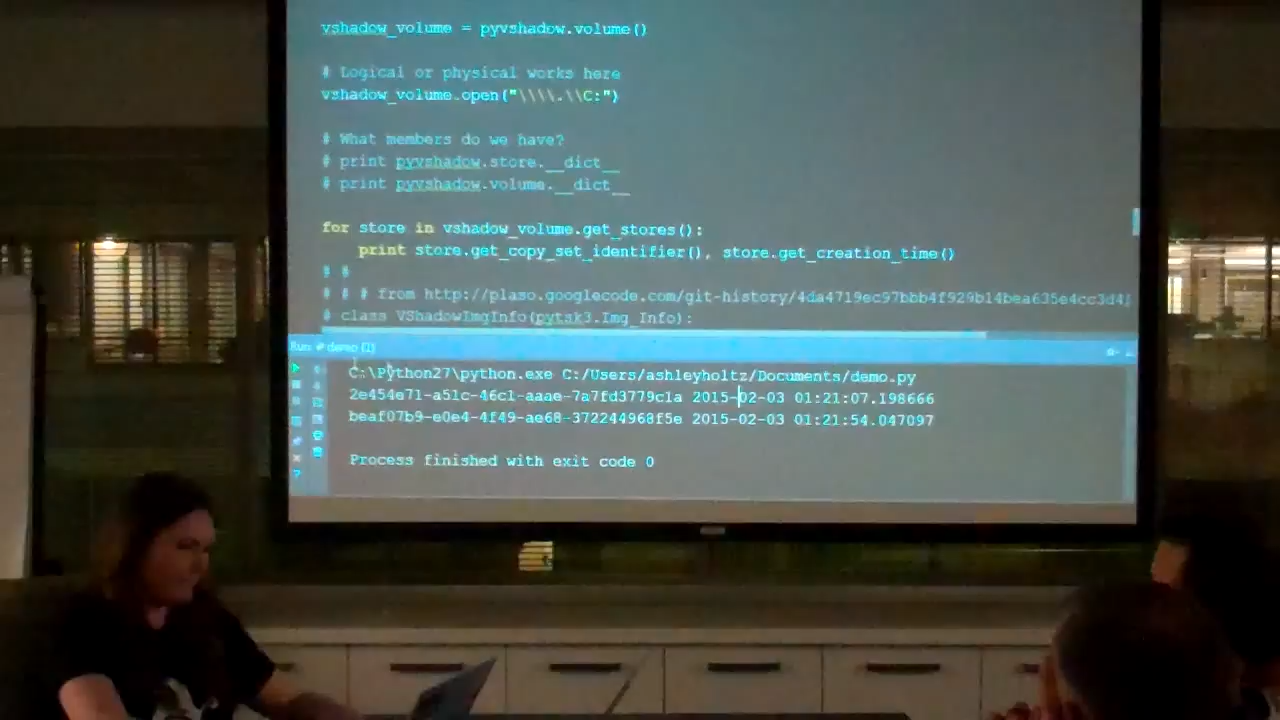 vshadow_volume = pyvshadow.volume()
# Logical or physical works here
vshadow_volume.open("\\\\.\\C:")
# What members do we have?
# print pyvshadow.store.__dict__
# print pyvshadow.volume.__dict__
for store in vshadow_volume.get_stores():
print store.get_copy_set_identifier(), store.get_creation_time()
# #
# # # from http://plaso.googlecode.com/git-history/4da4719ec97bbb4f929b14bea635e4cc3d41
# class VShadowImgInfo(pytsk3.Img_Info):
Run: demo (1)
C:\Python27\python.exe C:/Users/ashleyholtz/Documents/demo.py
2e454e71-a51c-46c1-aaae-7a7fd3779c1a 2015-02-03 01:21:07.198666
beaf07b9-e0e4-4f49-ae68-372244968f5e 2015-02-03 01:21:54.047097
Process finished with exit code 0